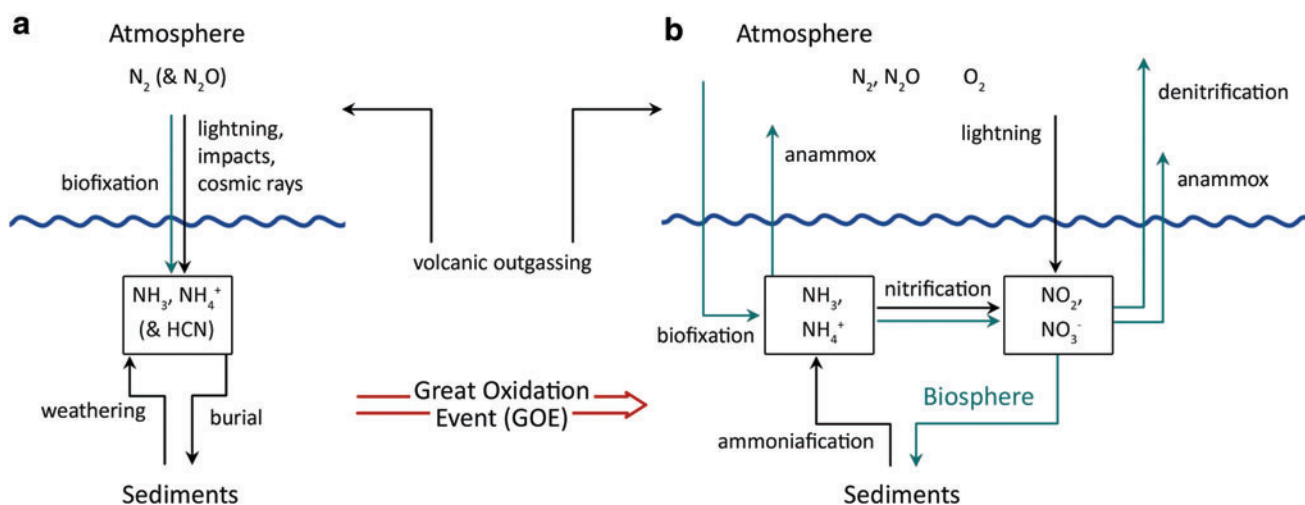 a
Atmosphere
N₂ (& N₂O)
lightning,
impacts,
cosmic rays
biofixation
NH₃, NH₄⁺
(& HCN)
weathering
burial
Sediments
volcanic outgassing
Great Oxidation
Event (GOE)
b
Atmosphere
N₂, N₂O O₂
denitrification
lightning
anammox
anammox
nitrification
NH₃,
NH₄⁺
NO₂,
NO₃⁻
biofixation
Biosphere
ammoniafication
Sediments